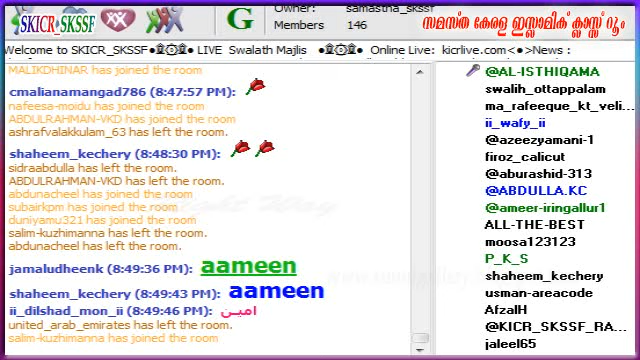 SKICR_SKSSF
G
Owner: samastha_skssf
Members 146
സമസ്ത കേരള ഇസ്ലാമിക് ക്ലാസ്സ് റൂം
Welcome to SKICR_SKSSF●۩۞۩● LIVE Swalath Majlis ●۩۞۩● Online Live: kicrlive.com<●>News :
MALIKDHINAR has joined the room
cmalianamangad786 (8:47:57 PM):
nafeesa-moidu has joined the room
ABDULRAHMAN-VKD has joined the room
ashrafvalakkulam_63 has left the room.
shaheem_kechery (8:48:30 PM):
sidraabdulla has left the room.
ABDULRAHMAN-VKD has left the room.
abdunacheel has joined the room
subairkpm has joined the room
duniyamu321 has joined the room
salim-kuzhimanna has left the room.
abdunacheel has left the room.
jamaludheenk (8:49:36 PM): aameen
shaheem_kechery (8:49:43 PM): aameen
ii_dilshad_mon_ii (8:49:46 PM): امين
united_arab_emirates has left the room.
salim-kuzhimanna has joined the room
@AL-ISTHIQAMA
swalih_ottappalam
ma_rafeeque_kt_veli...
ii_wafy_ii
@azeezyamani-1
firoz_calicut
@aburashid-313
@ABDULLA.KC
@ameer-iringallur1
ALL-THE-BEST
moosa123123
P_K_S
shaheem_kechery
usman-areacode
AfzalH
@KICR_SKSSF_RA...
jaleel65